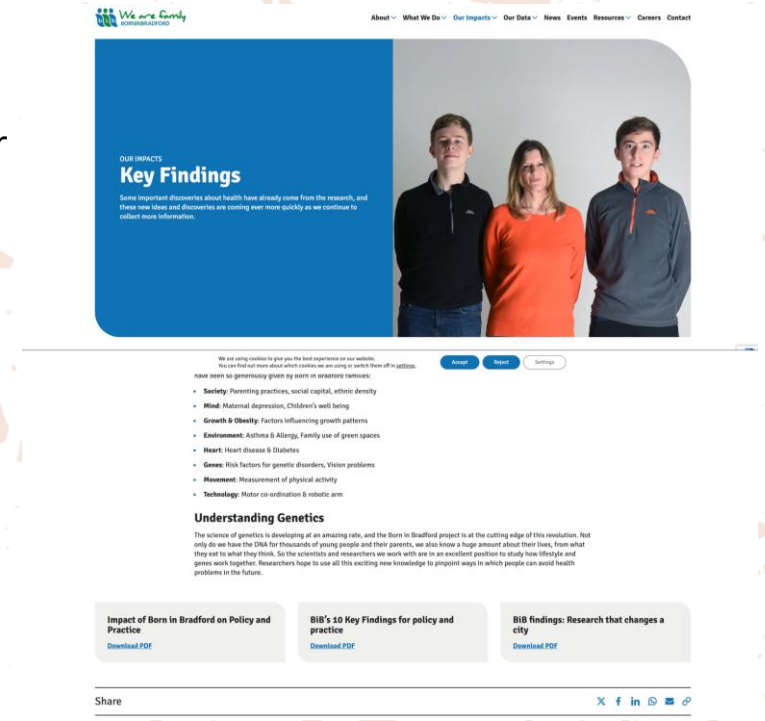 We are family
BORNINBRADFORD
About What We Do Our Impacts Our Data News Events Resources Careers Contact
r
OUR IMPACTS
Key Findings
Some important discoveries about health have already come from the research, and
these new ideas and discoveries are coming ever more quickly as we continue to
collect more information.
We are using cookies to give you the best experience on our website.
You can find out more about which cookies we are using or switch them off in settings.
Accept Reject Settings
have been so generously given by Born in Bradford families:
Society: Parenting practices, social capital, ethnic density
Mind: Maternal depression, Children's well being
Growth & Obesity: Factors influencing growth patterns
Environment: Asthma & Allergy, Family use of green spaces
Heart: Heart disease & Diabetes
Genes: Risk factors for genetic disorders, Vision problems
Movement: Measurement of physical activity
Technology: Motor co-ordination & robotic arm
Understanding Genetics
The science of genetics is developing at an amazing rate, and the Born in Bradford project is at the cutting edge of this revolution. Not
only do we have the DNA for thousands of young people and their parents, we also know a huge amount about their lives, from what
they eat to what they think. So the scientists and researchers we work with are in an excellent position to study how lifestyle and
genes work together. Researchers hope to use all this exciting new knowledge to pinpoint ways in which people can avoid health
problems in the future.
Impact of Born in Bradford on Policy and
Practice
Download PDF
BiB's 10 Key Findings for policy and
practice
Download PDF
BiB findings: Research that changes a
city
Download PDF
Share